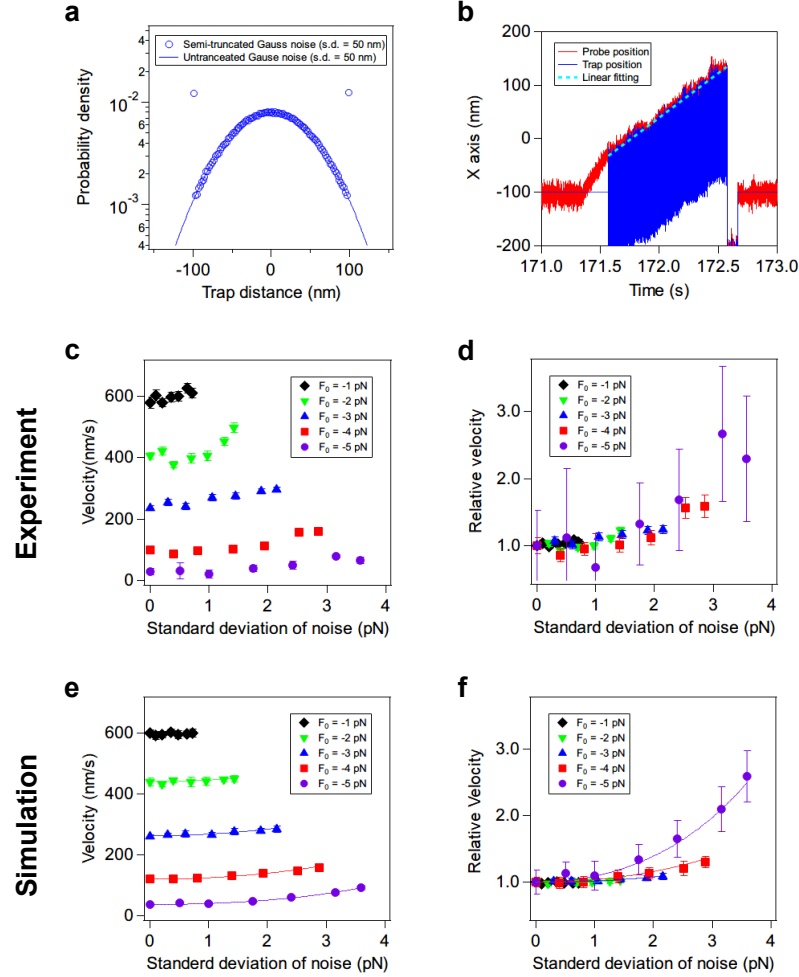 a
Semi-truncated Gauss noise (s.d. = 50 nm)
Untranceated Gause noise (s.d. = 50 nm)
Probability density
4
2
10-2
8
6
4
2
10-3
8
6
4
-100
0
100
Trap distance (nm)
b
Probe position
Trap position
Linear fitting
X axis (nm)
200
100
0
-100
-200
171.0
171.5
172.0
172.5
173.0
Time (s)
Experiment
c
F0 = -1 pN
F0 = -2 pN
F0 = -3 pN
F0 = -4 pN
F0 = -5 pN
Velocity(nm/s)
600
400
200
0
0
1
2
3
4
Standard deviation of noise (pN)
d
F0 = -1 pN
F0 = -2 pN
F0 = -3 pN
F0 = -4 pN
F0 = -5 pN
Relative velocity
3.0
2.0
1.0
0
1
2
3
4
Standard deviation of noise (pN)
Simulation
e
F0 = -1 pN
F0 = -2 pN
F0 = -3 pN
F0 = -4 pN
F0 = -5 pN
Velocity (nm/s)
600
400
200
0
0
1
2
3
4
Standerd deviation of noise (pN)
f
F0 = -1 pN
F0 = -2 pN
F0 = -3 pN
F0 = -4 pN
F0 = -5 pN
Relative Velocity
3.0
2.0
1.0
0
1
2
3
4
Standerd deviation of noise (pN)